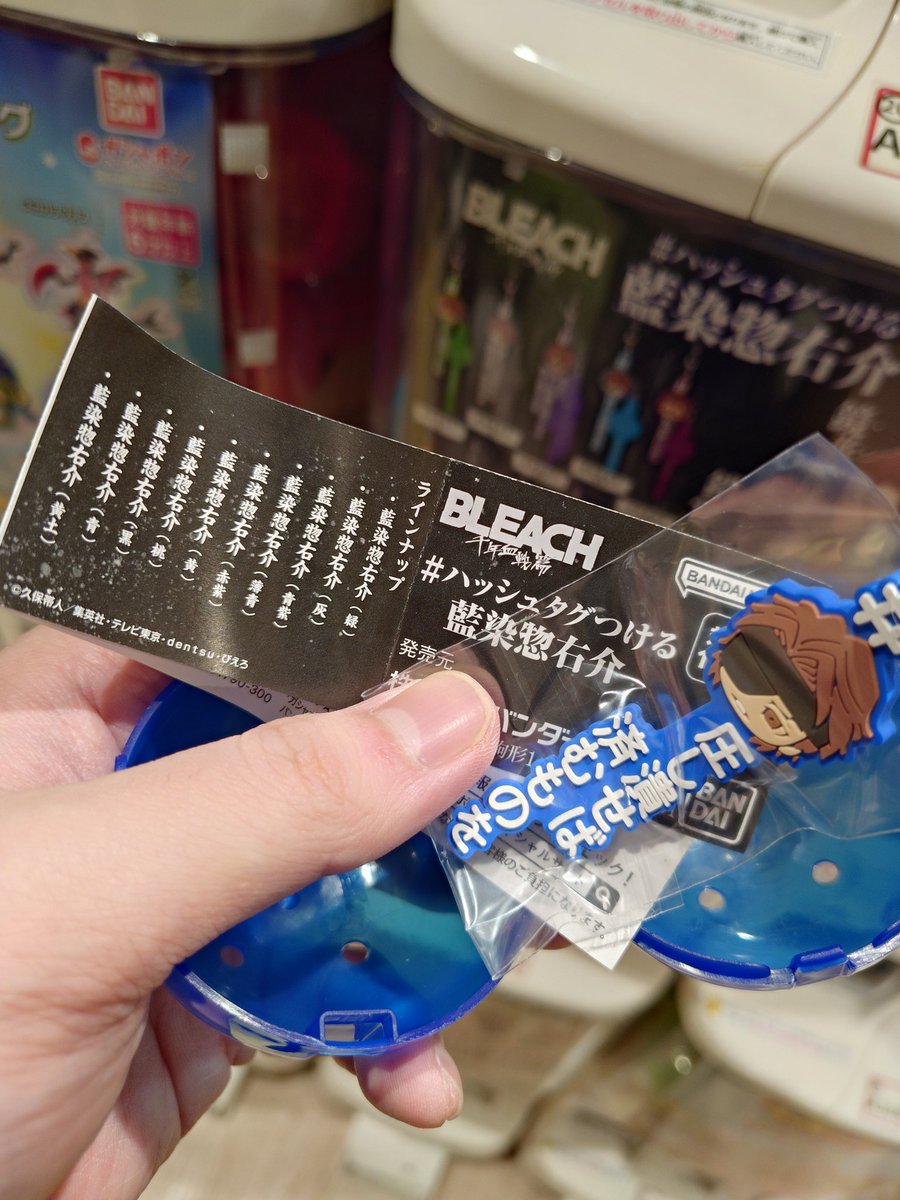 BAN
DAI
BLEACH
#ハッシュタグつける
藍染惣右介
BLEACH
千年血戦篇
#ハッシュタグつける
藍染惣右介
発売元
ラインナップ
・藍染惣右介（緑）
・藍染惣右介（灰）
・藍染惣右介（青紫）
・藍染惣右介（薄青）
・藍染惣右介（赤紫）
・藍染惣右介（黄）
・藍染惣右介（桃）
・藍染惣右介（黒）
・藍染惣右介（青）
・藍染惣右介（黄土）
©久保帯人／集英社・テレビ東京・dentsu・ぴえろ
BANDAI
#
圧し潰せば
済むものを
BAN
DAI